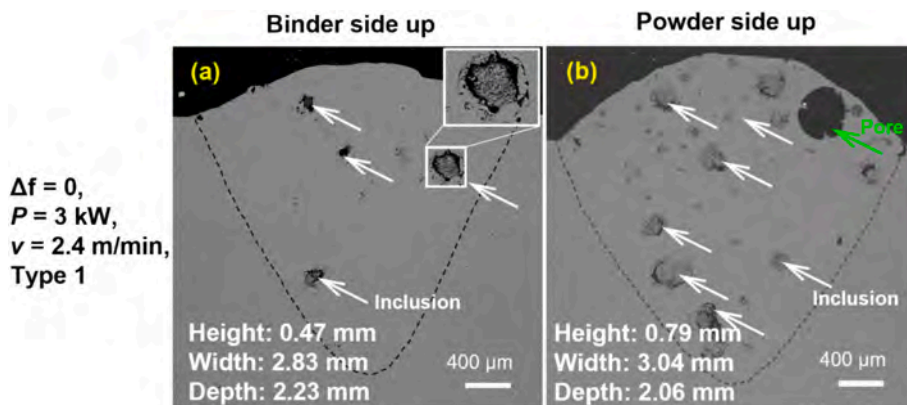 Binder side up
Powder side up
(a)
(b)
Pore
Δf = 0,
P = 3 kW,
v = 2.4 m/min,
Type 1
Inclusion
Inclusion
Height: 0.47 mm
Width: 2.83 mm
Depth: 2.23 mm
400 μm
Height: 0.79 mm
Width: 3.04 mm
Depth: 2.06 mm
400 μm